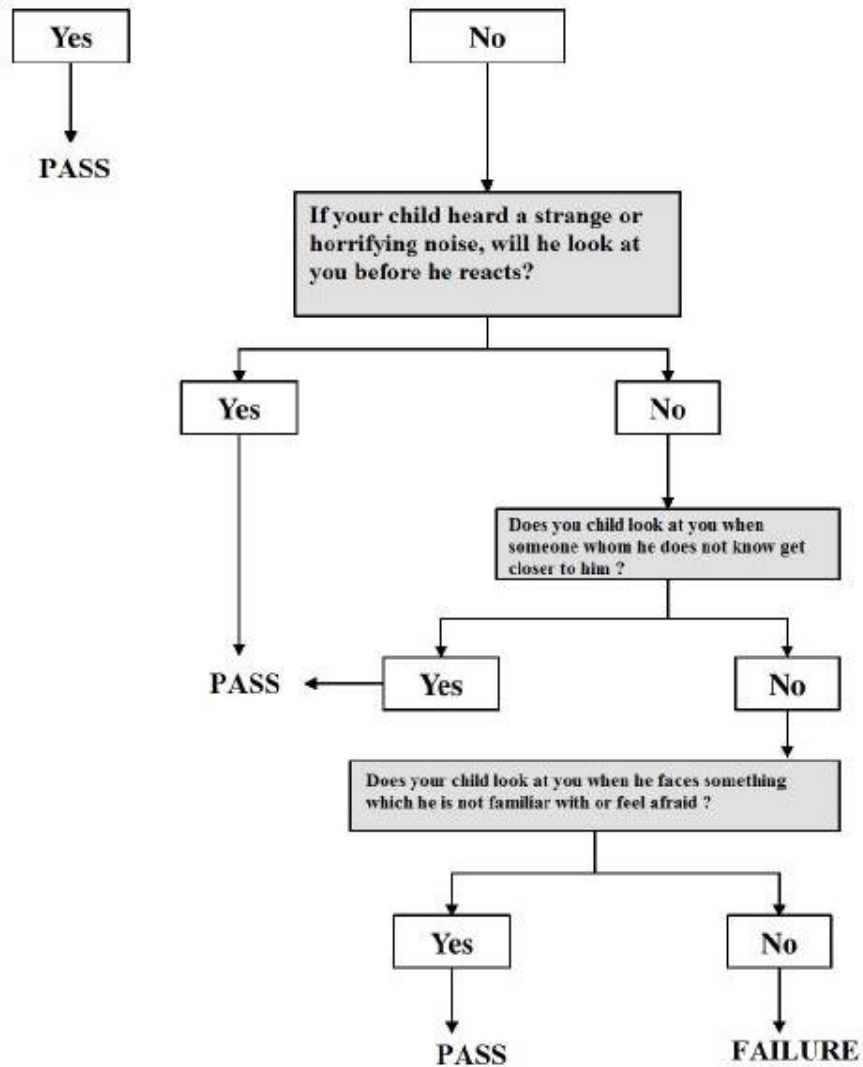 Yes
No
PASS
If your child heard a strange or
horrifying noise, will he look at
you before he reacts?
Yes
No
Does you child look at you when
someone whom he does not know get
closer to him ?
PASS
Yes
No
Does your child look at you when he faces something
which he is not familiar with or feel afraid ?
Yes
No
PASS
FAILURE